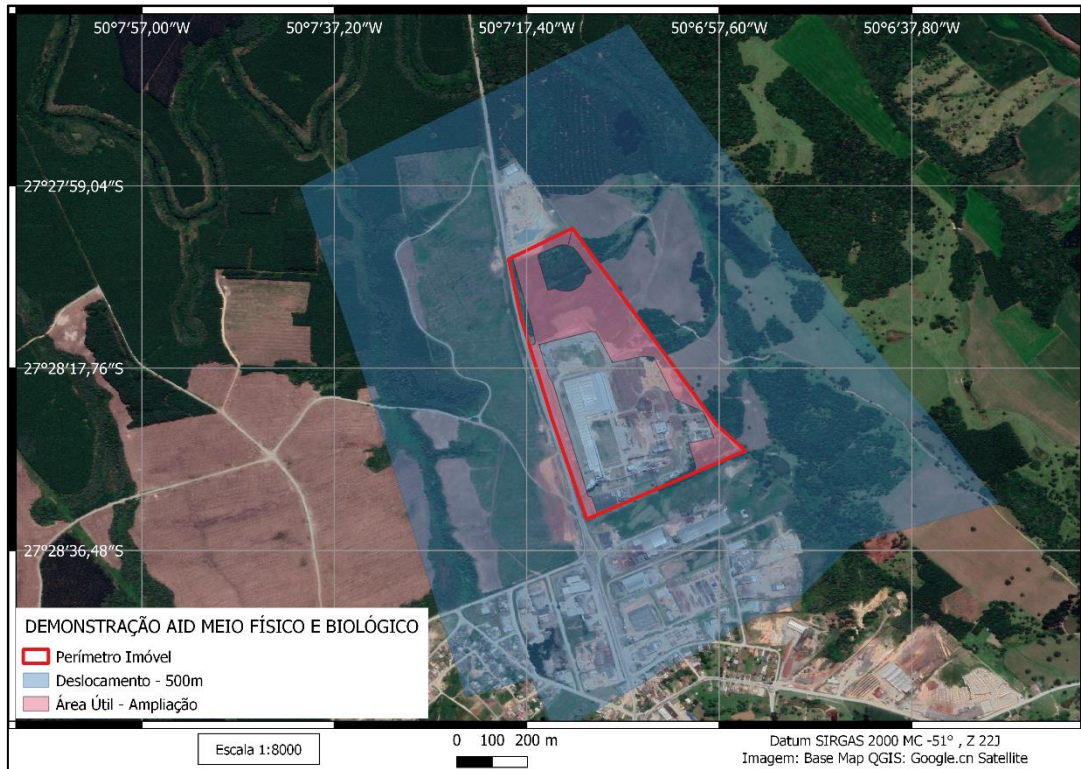 50°7'57,00"W 50°7'37,20"W 50°7'17,40"W 50°6'57,60"W 50°6'37,80"W
27°27'59,04"S
27°28'17,76"S
27°28'36,48"S
DEMONSTRAÇÃO AID MEIO FÍSICO E BIOLÓGICO
Perímetro Imóvel
Deslocamento - 500m
Área Útil - Ampliação
Escala 1:8000
0 100 200 m
Datum SIRGAS 2000 MC -51° , Z 22J
Imagem: Base Map QGIS: Google.cn Satellite